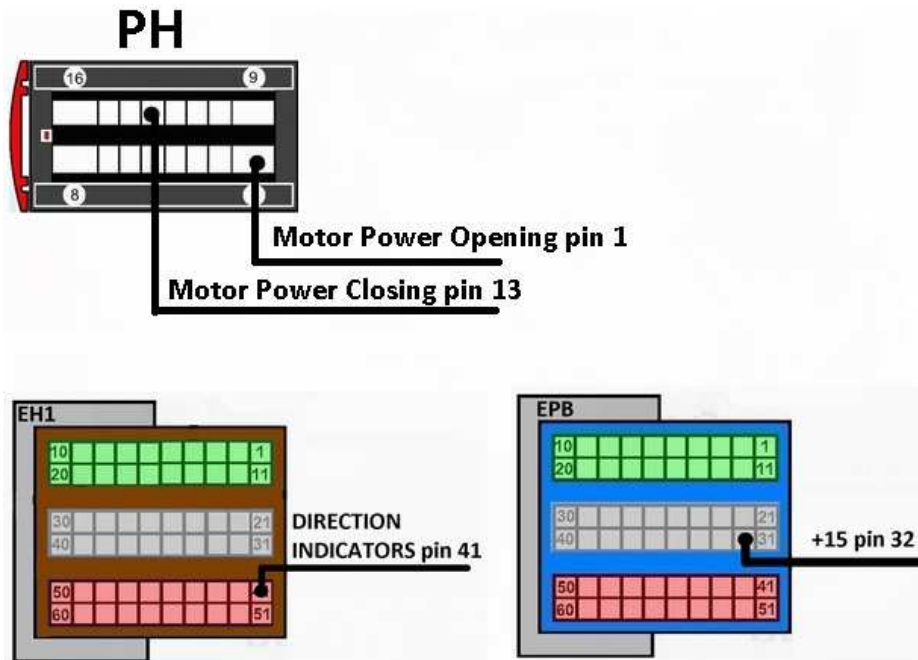 PH
16 9
8
Motor Power Opening pin 1
Motor Power Closing pin 13
EH1
10 1
20 11
30 21
40 31
50
60 51
DIRECTION
INDICATORS pin 41
EPB
10 1
20 11
30 21
40 31
50 41
60 51
+15 pin 32